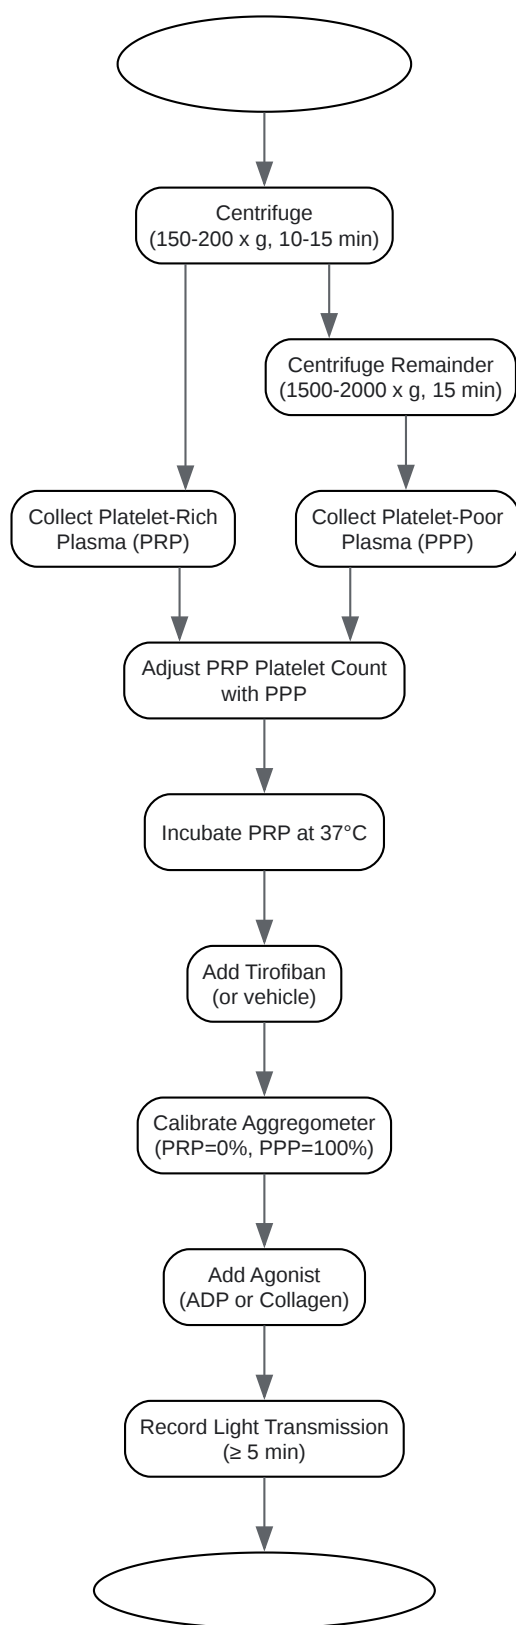 Centrifuge
(150-200 x g, 10-15 min)
Centrifuge Remainder
(1500-2000 x g, 15 min)
Collect Platelet-Rich
Plasma (PRP)
Collect Platelet-Poor
Plasma (PPP)
Adjust PRP Platelet Count
with PPP
Incubate PRP at 37°C
Add Tirofiban
(or vehicle)
Calibrate Aggregometer
(PRP=0%, PPP=100%)
Add Agonist
(ADP or Collagen)
Record Light Transmission
(≥ 5 min)